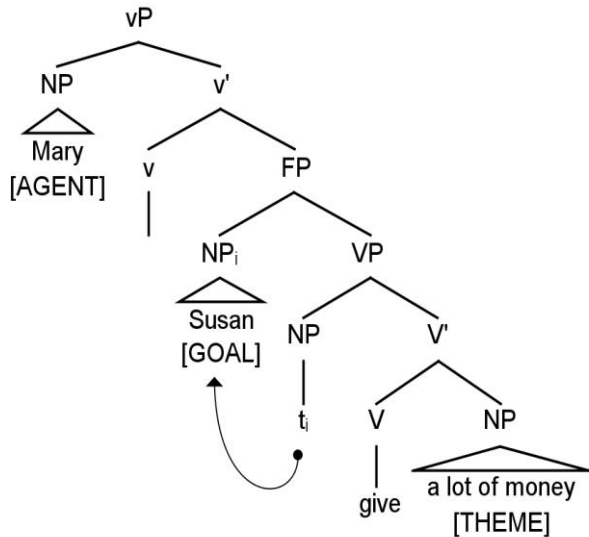 vP
NP v'
Mary v FP
[AGENT]
NPᵢ VP
Susan NP V'
[GOAL]
tᵢ V NP
give a lot of money
[THEME]